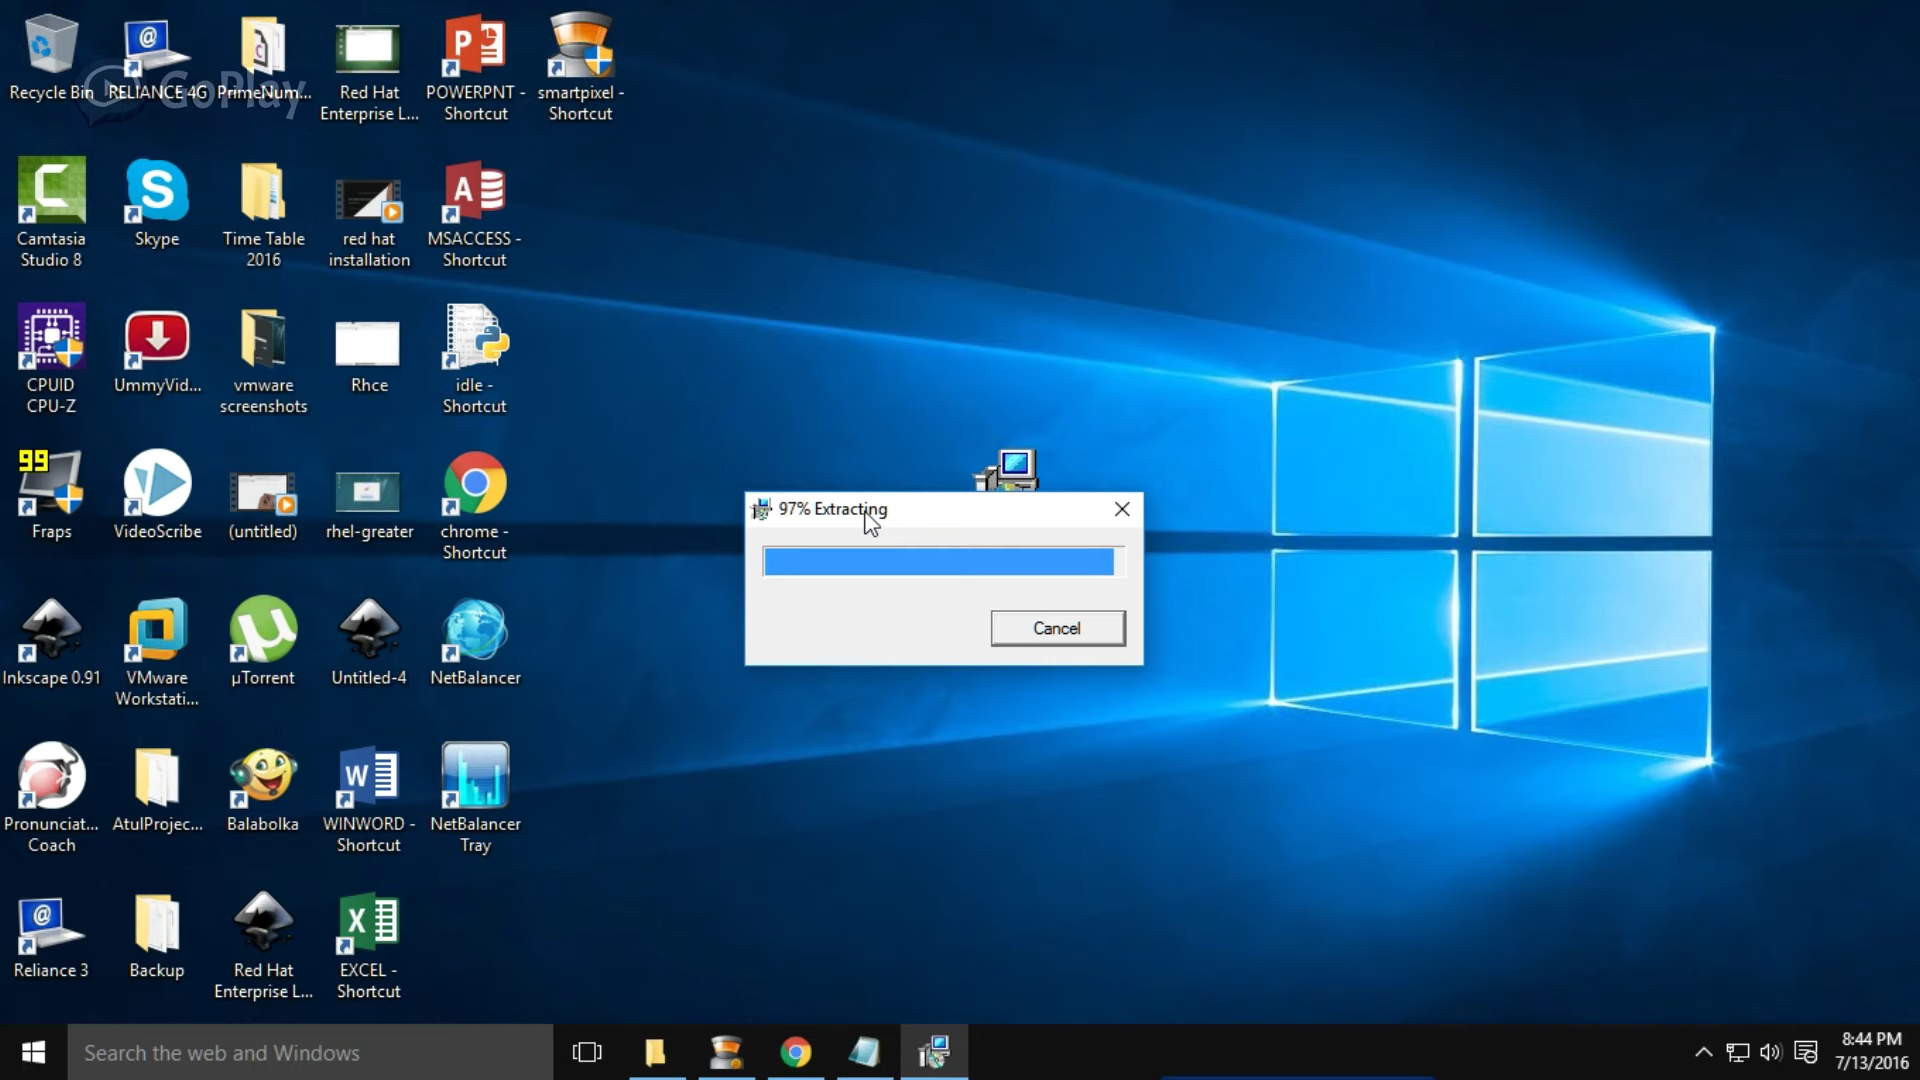 Recycle Bin
RELIANCE 4G
PrimeNum...
Red Hat
Enterprise L...
POWERPNT -
Shortcut
smartpixel -
Shortcut
GoPlay
Camtasia
Studio 8
Skype
Time Table
2016
red hat
installation
MSACCESS -
Shortcut
CPUID
CPU-Z
UmmyVid...
vmware
screenshots
Rhce
idle -
Shortcut
99
Fraps
VideoScribe
(untitled)
rhel-greater
chrome -
Shortcut
97% Extracting
Cancel
Inkscape 0.91
VMware
Workstati...
µTorrent
Untitled-4
NetBalancer
Pronunciat...
Coach
AtulProjec...
Balabolka
WINWORD -
Shortcut
NetBalancer
Tray
Reliance 3
Backup
Red Hat
Enterprise L...
EXCEL -
Shortcut
Search the web and Windows
8:44 PM
7/13/2016